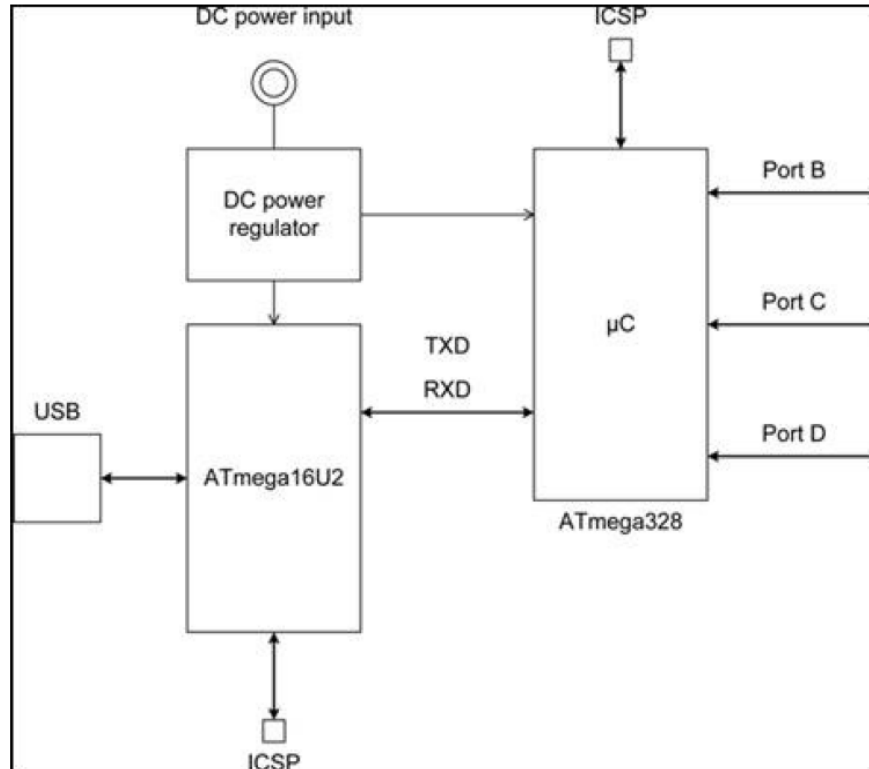 DC power input
ICSP
DC power
regulator
Port B
µC
Port C
TXD
RXD
USB
Port D
ATmega16U2
ATmega328
ICSP